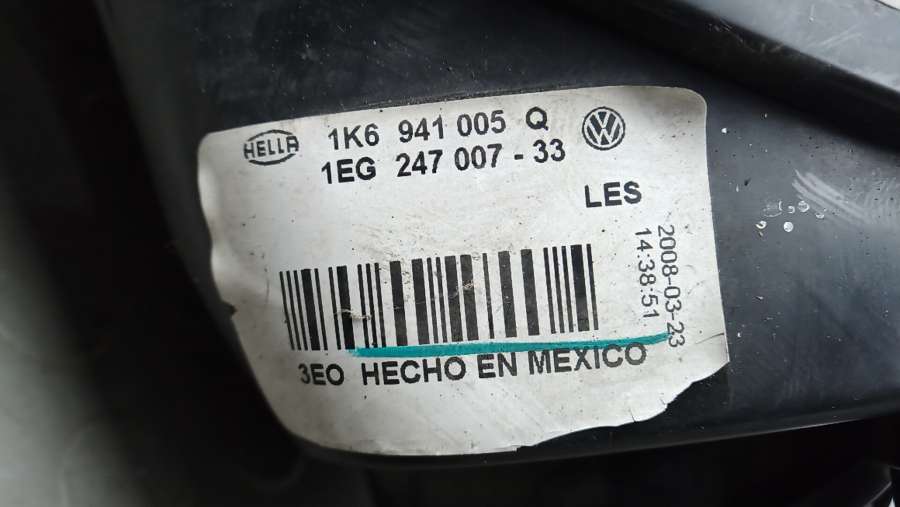 HELLA
1K6 941 005 Q
1EG 247 007 - 33
VW
LES
2008-03-23
14:38:51
3EO HECHO EN MEXICO